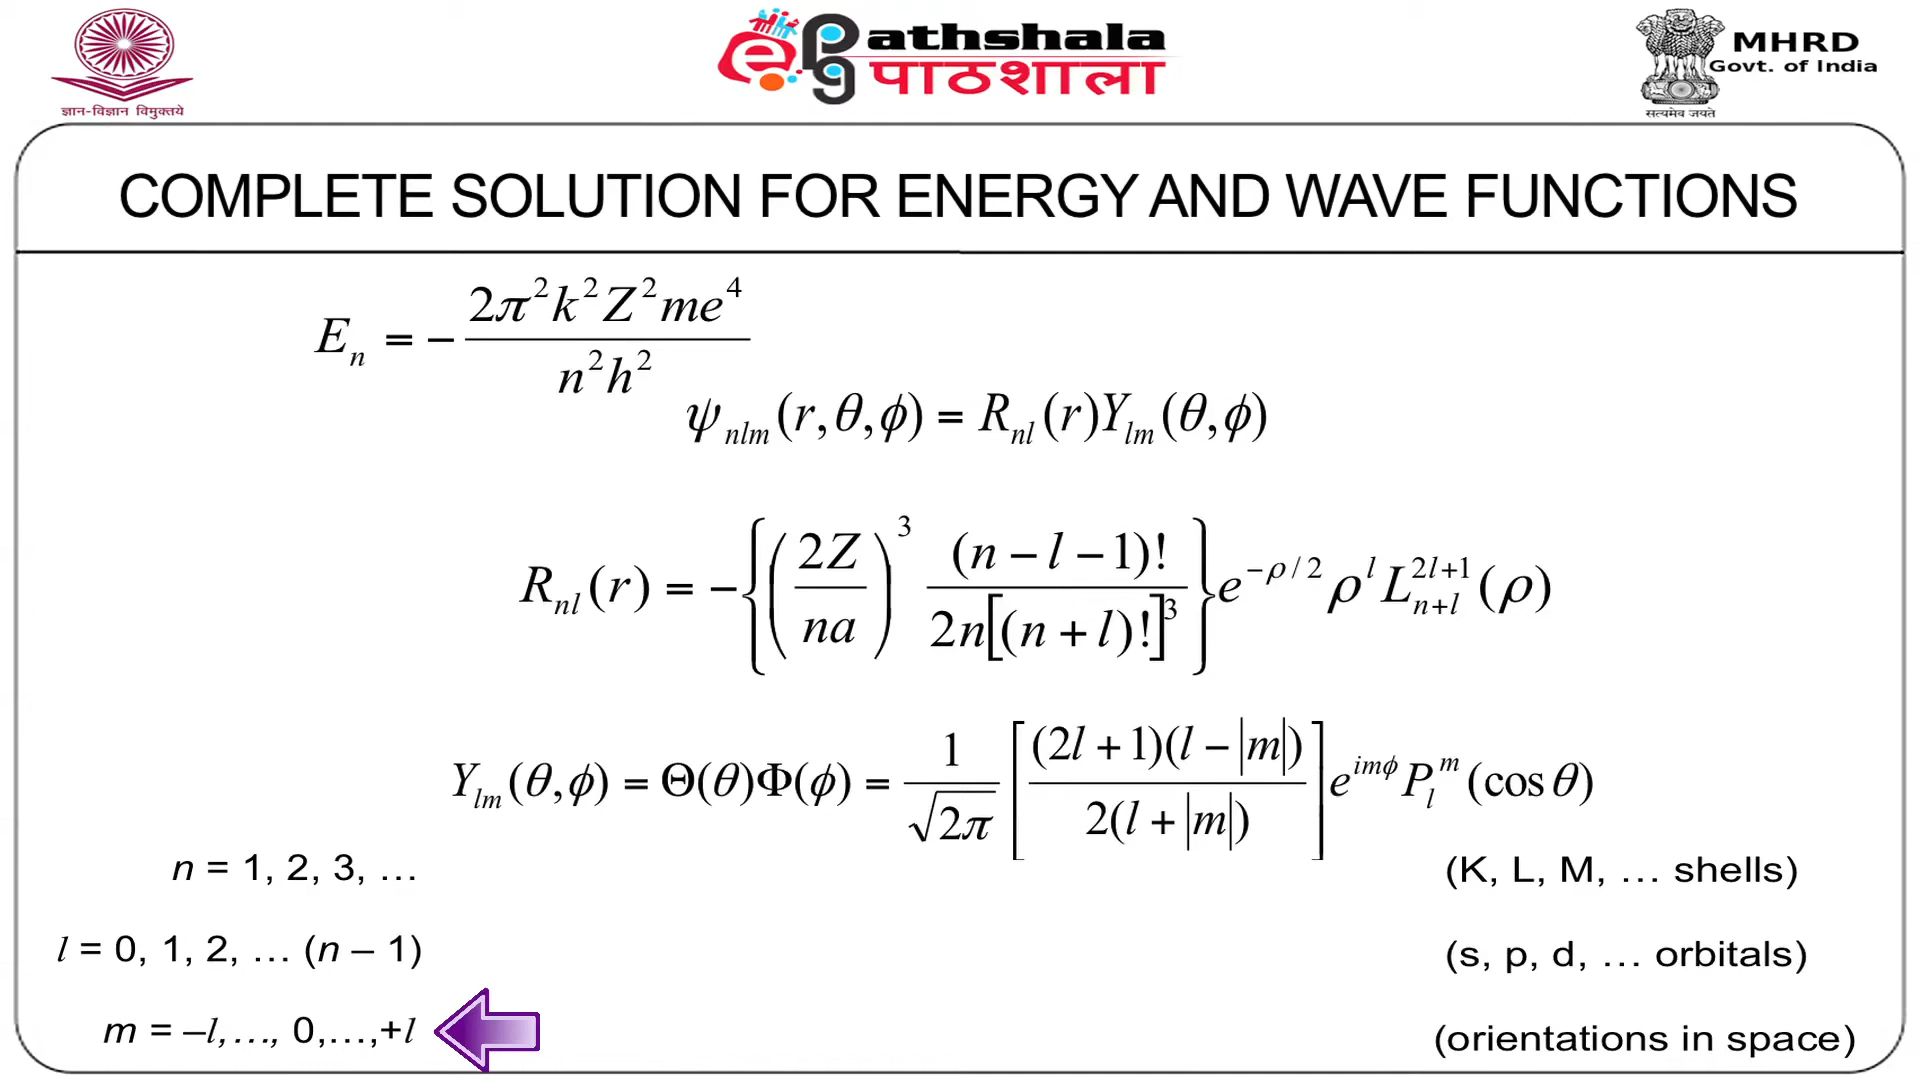 ज्ञान-विज्ञान विमुक्तये
ePGathshala
पाठशाला
MHRD
Govt. of India
सत्यमेव जयते
COMPLETE SOLUTION FOR ENERGY AND WAVE FUNCTIONS
E_n = − 2π²k²Z²me⁴ / n²h²
ψ_nlm(r,θ,ϕ) = R_nl(r)Y_lm(θ,ϕ)
R_nl(r) = −{(2Z / na)³ (n − l − 1)! / 2n[(n + l)!]³} e^(−ρ/2) ρ^l L_(n+l)^(2l+1)(ρ)
Y_lm(θ,ϕ) = Θ(θ)Φ(ϕ) = 1/√2π [(2l + 1)(l − |m|) / 2(l + |m|)] e^(imϕ) P_l^m(cos θ)
n = 1, 2, 3, … (K, L, M, … shells)
l = 0, 1, 2, … (n – 1) (s, p, d, … orbitals)
m = –l,…, 0,…,+l (orientations in space)